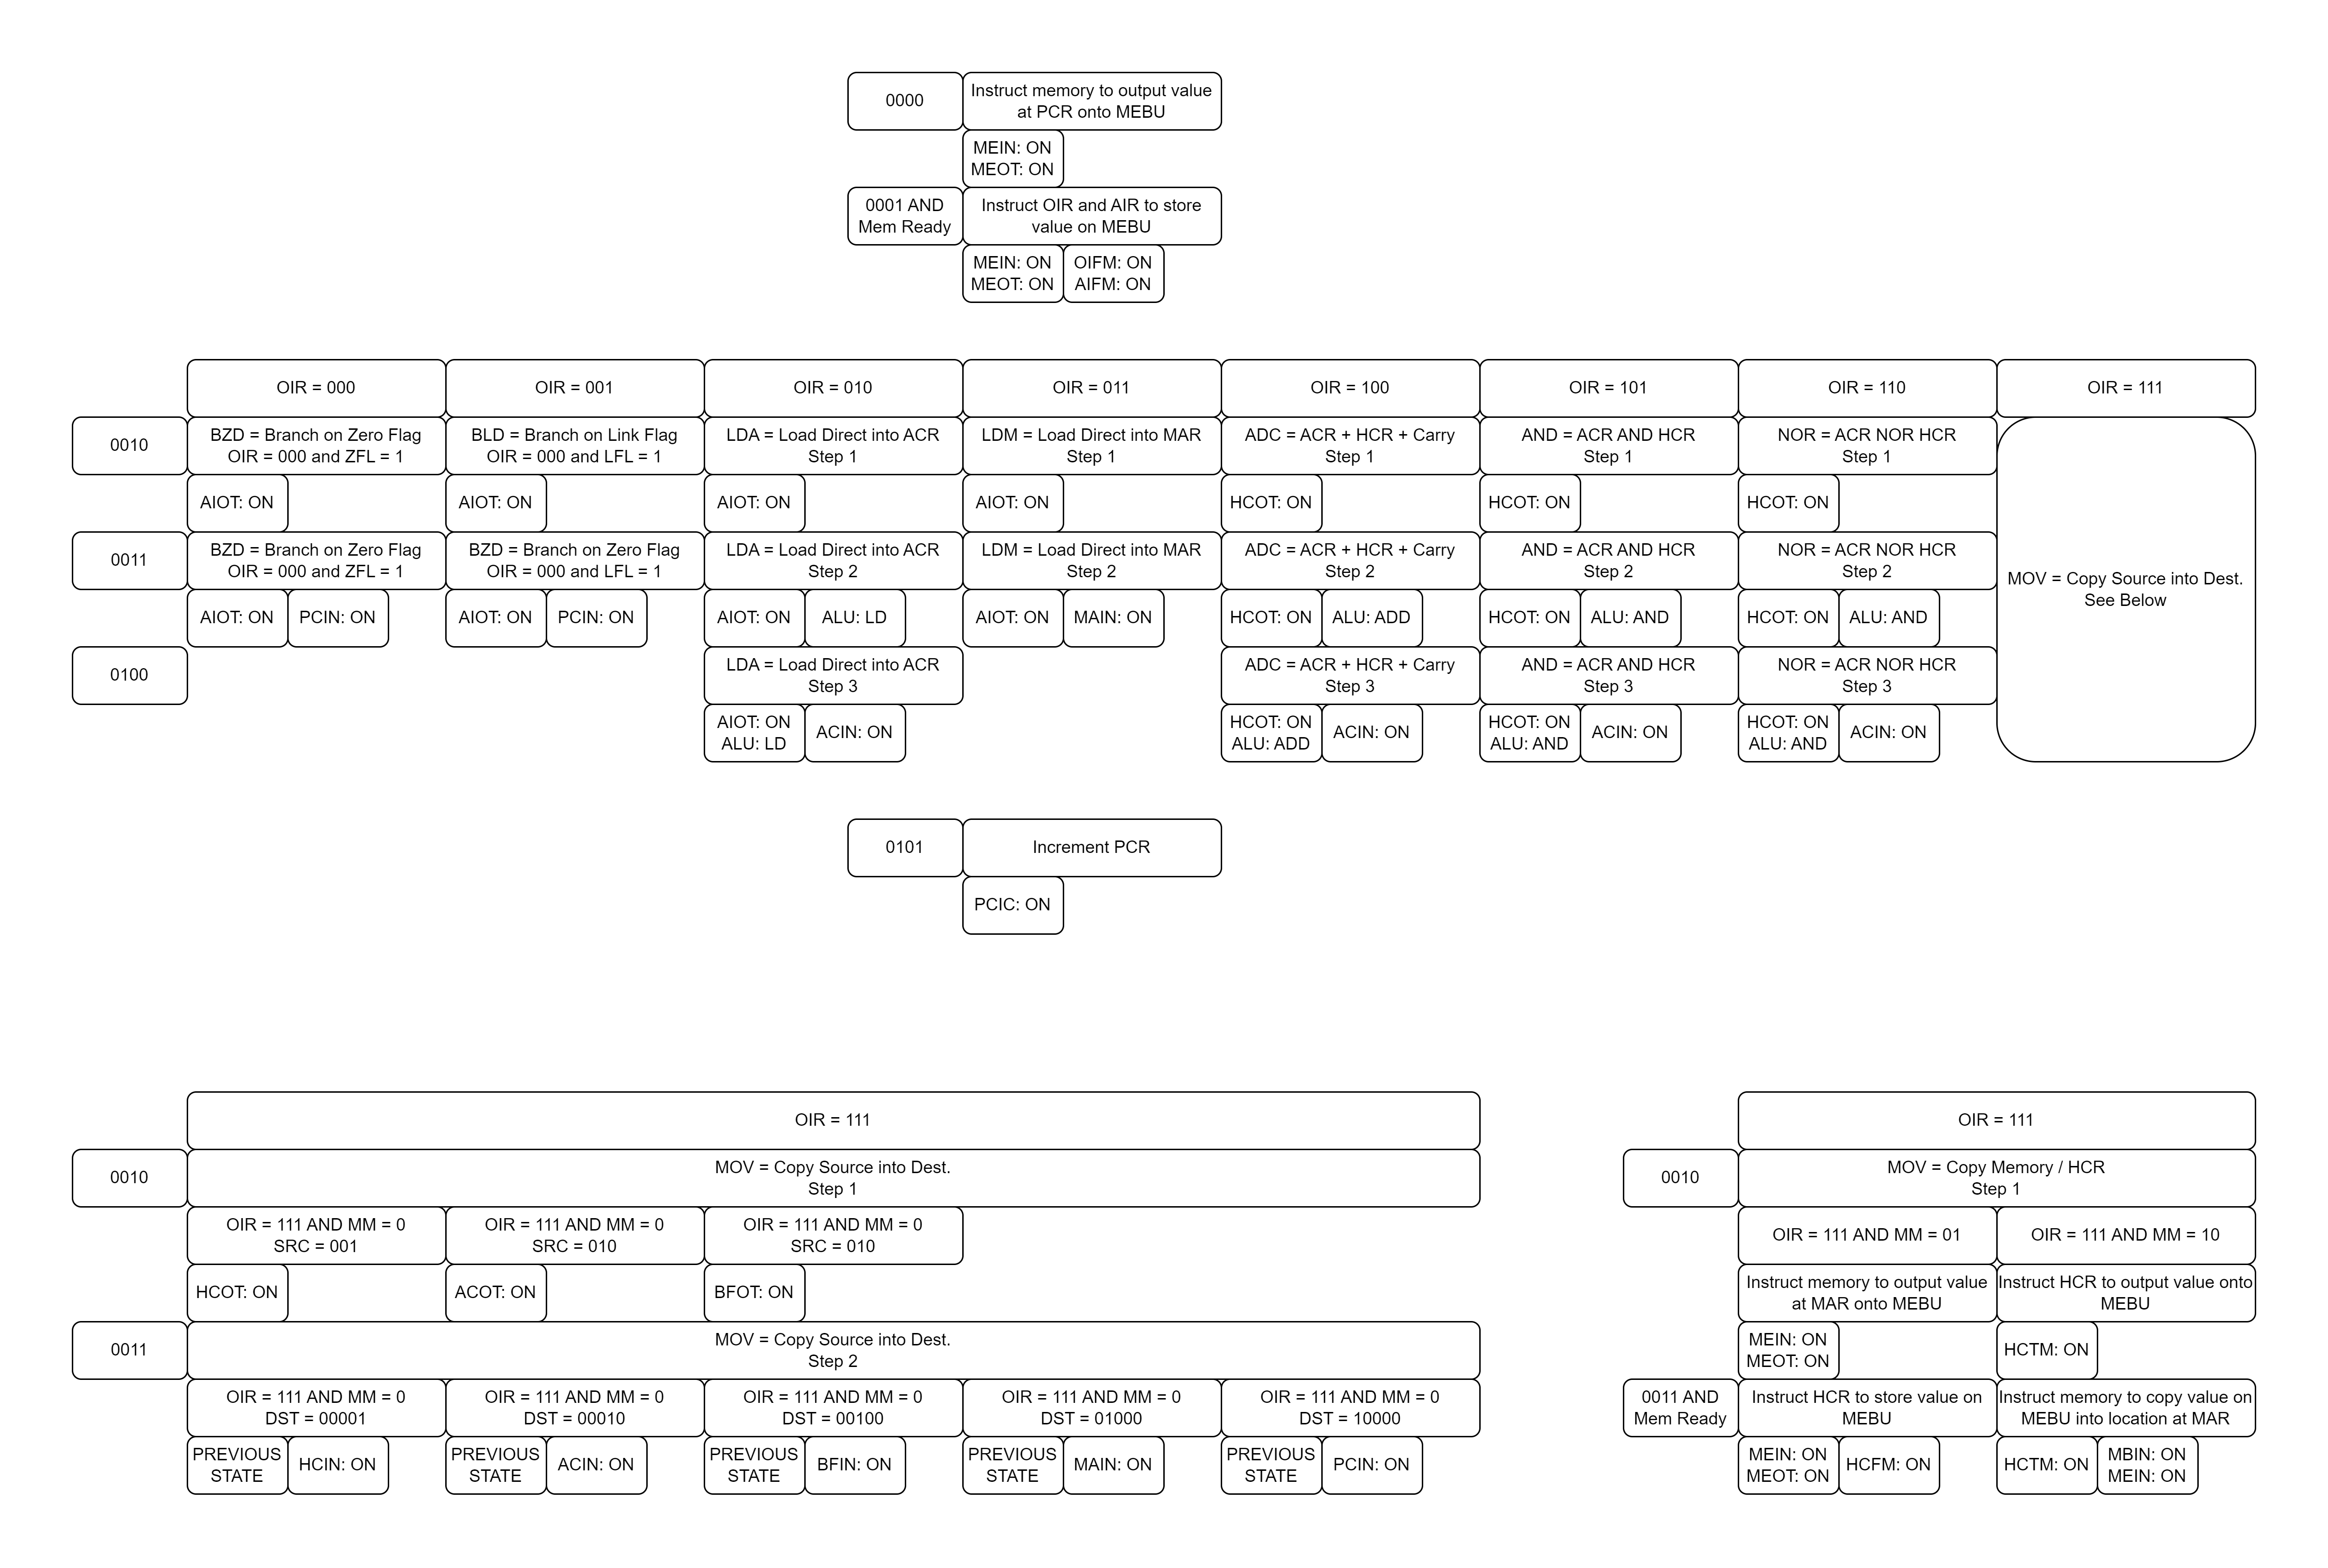 0000
Instruct memory to output value
at PCR onto MEBU
MEIN: ON
MEOT: ON
0001 AND
Mem Ready
Instruct OIR and AIR to store
value on MEBU
MEIN: ON
MEOT: ON
OIFM: ON
AIFM: ON
OIR = 000
OIR = 001
OIR = 010
OIR = 011
OIR = 100
OIR = 101
OIR = 110
OIR = 111
0010
BZD = Branch on Zero Flag
OIR = 000 and ZFL = 1
BLD = Branch on Link Flag
OIR = 000 and LFL = 1
LDA = Load Direct into ACR
Step 1
LDM = Load Direct into MAR
Step 1
ADC = ACR + HCR + Carry
Step 1
AND = ACR AND HCR
Step 1
NOR = ACR NOR HCR
Step 1
AIOT: ON
AIOT: ON
AIOT: ON
AIOT: ON
HCOT: ON
HCOT: ON
HCOT: ON
0011
BZD = Branch on Zero Flag
OIR = 000 and ZFL = 1
BZD = Branch on Zero Flag
OIR = 000 and LFL = 1
LDA = Load Direct into ACR
Step 2
LDM = Load Direct into MAR
Step 2
ADC = ACR + HCR + Carry
Step 2
AND = ACR AND HCR
Step 2
NOR = ACR NOR HCR
Step 2
MOV = Copy Source into Dest.
See Below
AIOT: ON
PCIN: ON
AIOT: ON
PCIN: ON
AIOT: ON
ALU: LD
AIOT: ON
MAIN: ON
HCOT: ON
ALU: ADD
HCOT: ON
ALU: AND
HCOT: ON
ALU: AND
0100
LDA = Load Direct into ACR
Step 3
ADC = ACR + HCR + Carry
Step 3
AND = ACR AND HCR
Step 3
NOR = ACR NOR HCR
Step 3
AIOT: ON
ALU: LD
ACIN: ON
HCOT: ON
ALU: ADD
ACIN: ON
HCOT: ON
ALU: AND
ACIN: ON
HCOT: ON
ALU: AND
ACIN: ON
0101
Increment PCR
PCIC: ON
OIR = 111
0010
MOV = Copy Source into Dest.
Step 1
OIR = 111 AND MM = 0
SRC = 001
OIR = 111 AND MM = 0
SRC = 010
OIR = 111 AND MM = 0
SRC = 010
HCOT: ON
ACOT: ON
BFOT: ON
0011
MOV = Copy Source into Dest.
Step 2
OIR = 111 AND MM = 0
DST = 00001
OIR = 111 AND MM = 0
DST = 00010
OIR = 111 AND MM = 0
DST = 00100
OIR = 111 AND MM = 0
DST = 01000
OIR = 111 AND MM = 0
DST = 10000
PREVIOUS
STATE
HCIN: ON
PREVIOUS
STATE
ACIN: ON
PREVIOUS
STATE
BFIN: ON
PREVIOUS
STATE
MAIN: ON
PREVIOUS
STATE
PCIN: ON
OIR = 111
0010
MOV = Copy Memory / HCR
Step 1
OIR = 111 AND MM = 01
OIR = 111 AND MM = 10
Instruct memory to output value
at MAR onto MEBU
Instruct HCR to output value onto
MEBU
MEIN: ON
MEOT: ON
HCTM: ON
0011 AND
Mem Ready
Instruct HCR to store value on
MEBU
Instruct memory to copy value on
MEBU into location at MAR
MEIN: ON
MEOT: ON
HCFM: ON
HCTM: ON
MBIN: ON
MEIN: ON